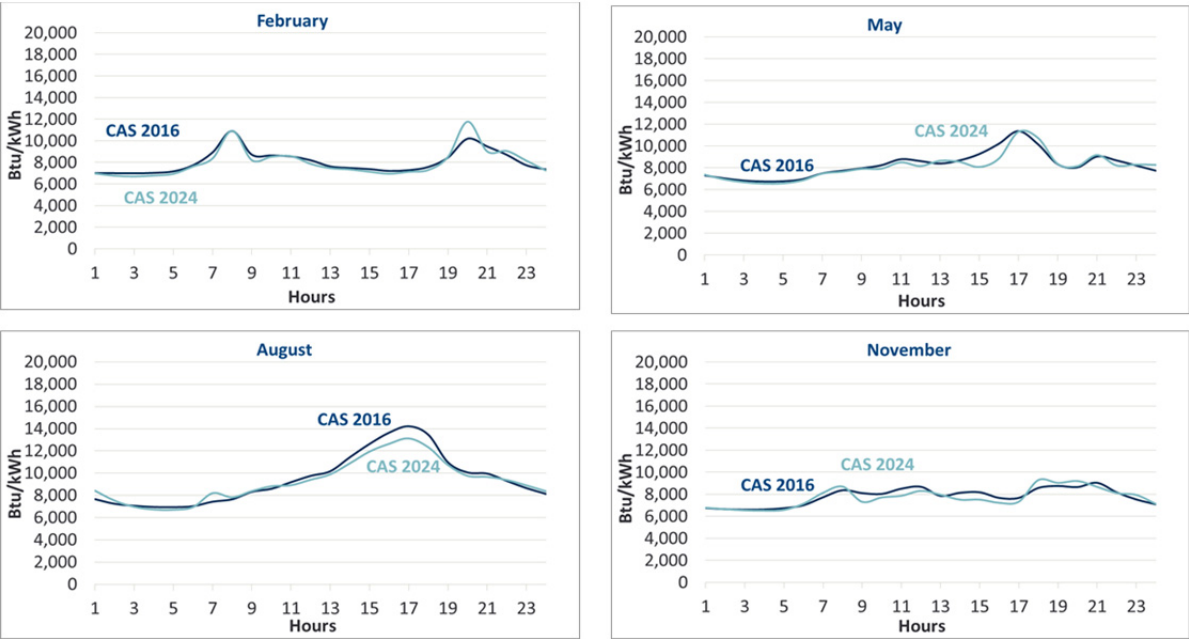 February
20,000
18,000
16,000
14,000
12,000
10,000
8,000
6,000
4,000
2,000
0
Btu/kWh
CAS 2016
CAS 2024
1 3 5 7 9 11 13 15 17 19 21 23
Hours
May
20,000
18,000
16,000
14,000
12,000
10,000
8,000
6,000
4,000
2,000
0
Btu/kWh
CAS 2024
CAS 2016
1 3 5 7 9 11 13 15 17 19 21 23
Hours
August
20,000
18,000
16,000
14,000
12,000
10,000
8,000
6,000
4,000
2,000
0
Btu/kWh
CAS 2016
CAS 2024
1 3 5 7 9 11 13 15 17 19 21 23
Hours
November
20,000
18,000
16,000
14,000
12,000
10,000
8,000
6,000
4,000
2,000
0
Btu/kWh
CAS 2024
CAS 2016
1 3 5 7 9 11 13 15 17 19 21 23
Hours